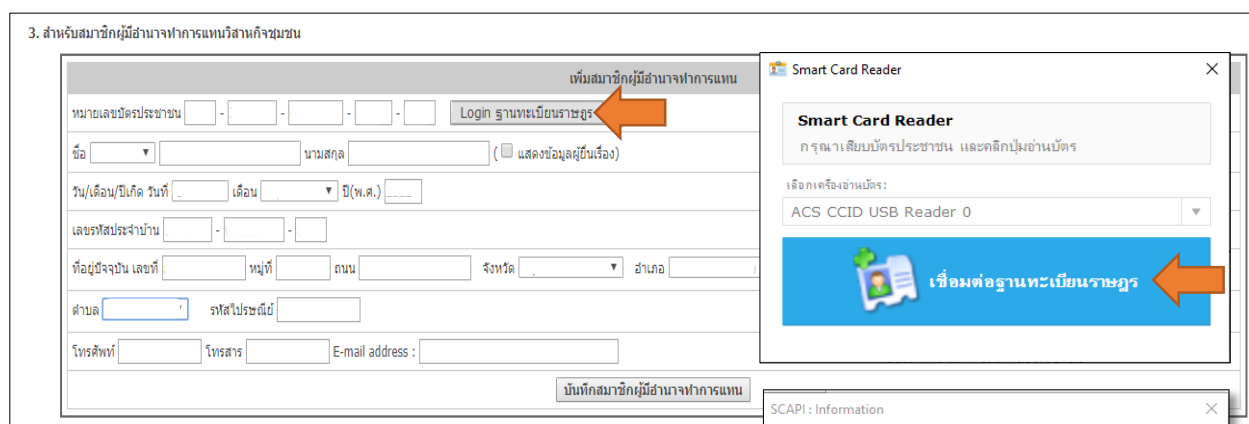 3. สำหรับสมาชิกผู้มีอำนาจทำการแทนวิสาหกิจชุมชน
เพิ่มสมาชิกผู้มีอำนาจทำการแทน
หมายเลขบัตรประชาชน - - - - Login ฐานทะเบียนราษฎร
ชื่อ นามสกุล ( แสดงข้อมูลผู้ยื่นเรื่อง)
วัน/เดือน/ปีเกิด วันที่ เดือน ปี(พ.ศ.)
เลขรหัสประจำบ้าน - -
ที่อยู่ปัจจุบัน เลขที่ หมู่ที่ ถนน จังหวัด อำเภอ
ตำบล รหัสไปรษณีย์
โทรศัพท์ โทรสาร E-mail address :
บันทึกสมาชิกผู้มีอำนาจทำการแทน
Smart Card Reader
Smart Card Reader
กรุณาเสียบบัตรประชาชน และคลิกปุ่มอ่านบัตร
เลือกเครื่องอ่านบัตร:
ACS CCID USB Reader 0
เชื่อมต่อฐานทะเบียนราษฎร
SCAPI : Information